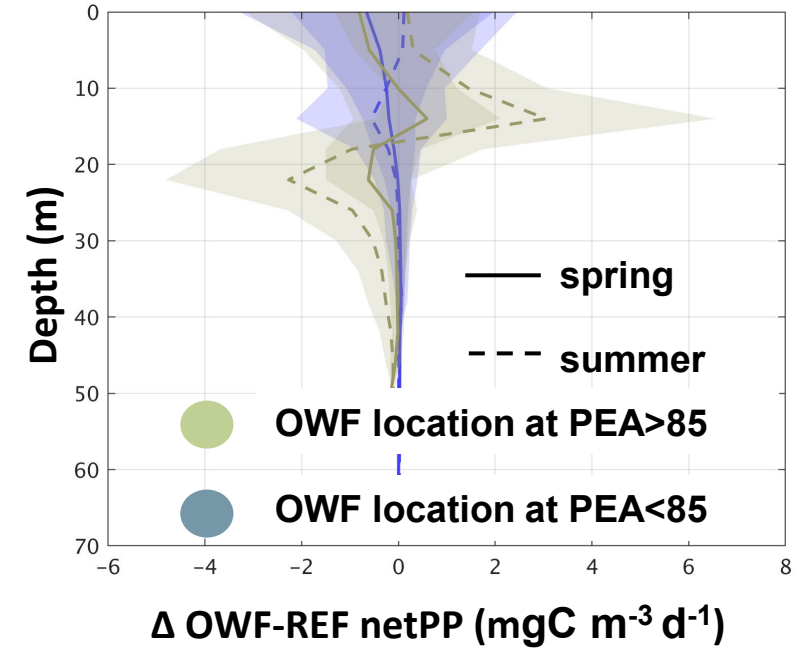 0
10
20
30
40
50
60
70
Depth (m)
spring
summer
OWF location at PEA>85
OWF location at PEA<85
−6 −4 −2 0 2 4 6 8
Δ OWF-REF netPP (mgC m⁻³ d⁻¹)